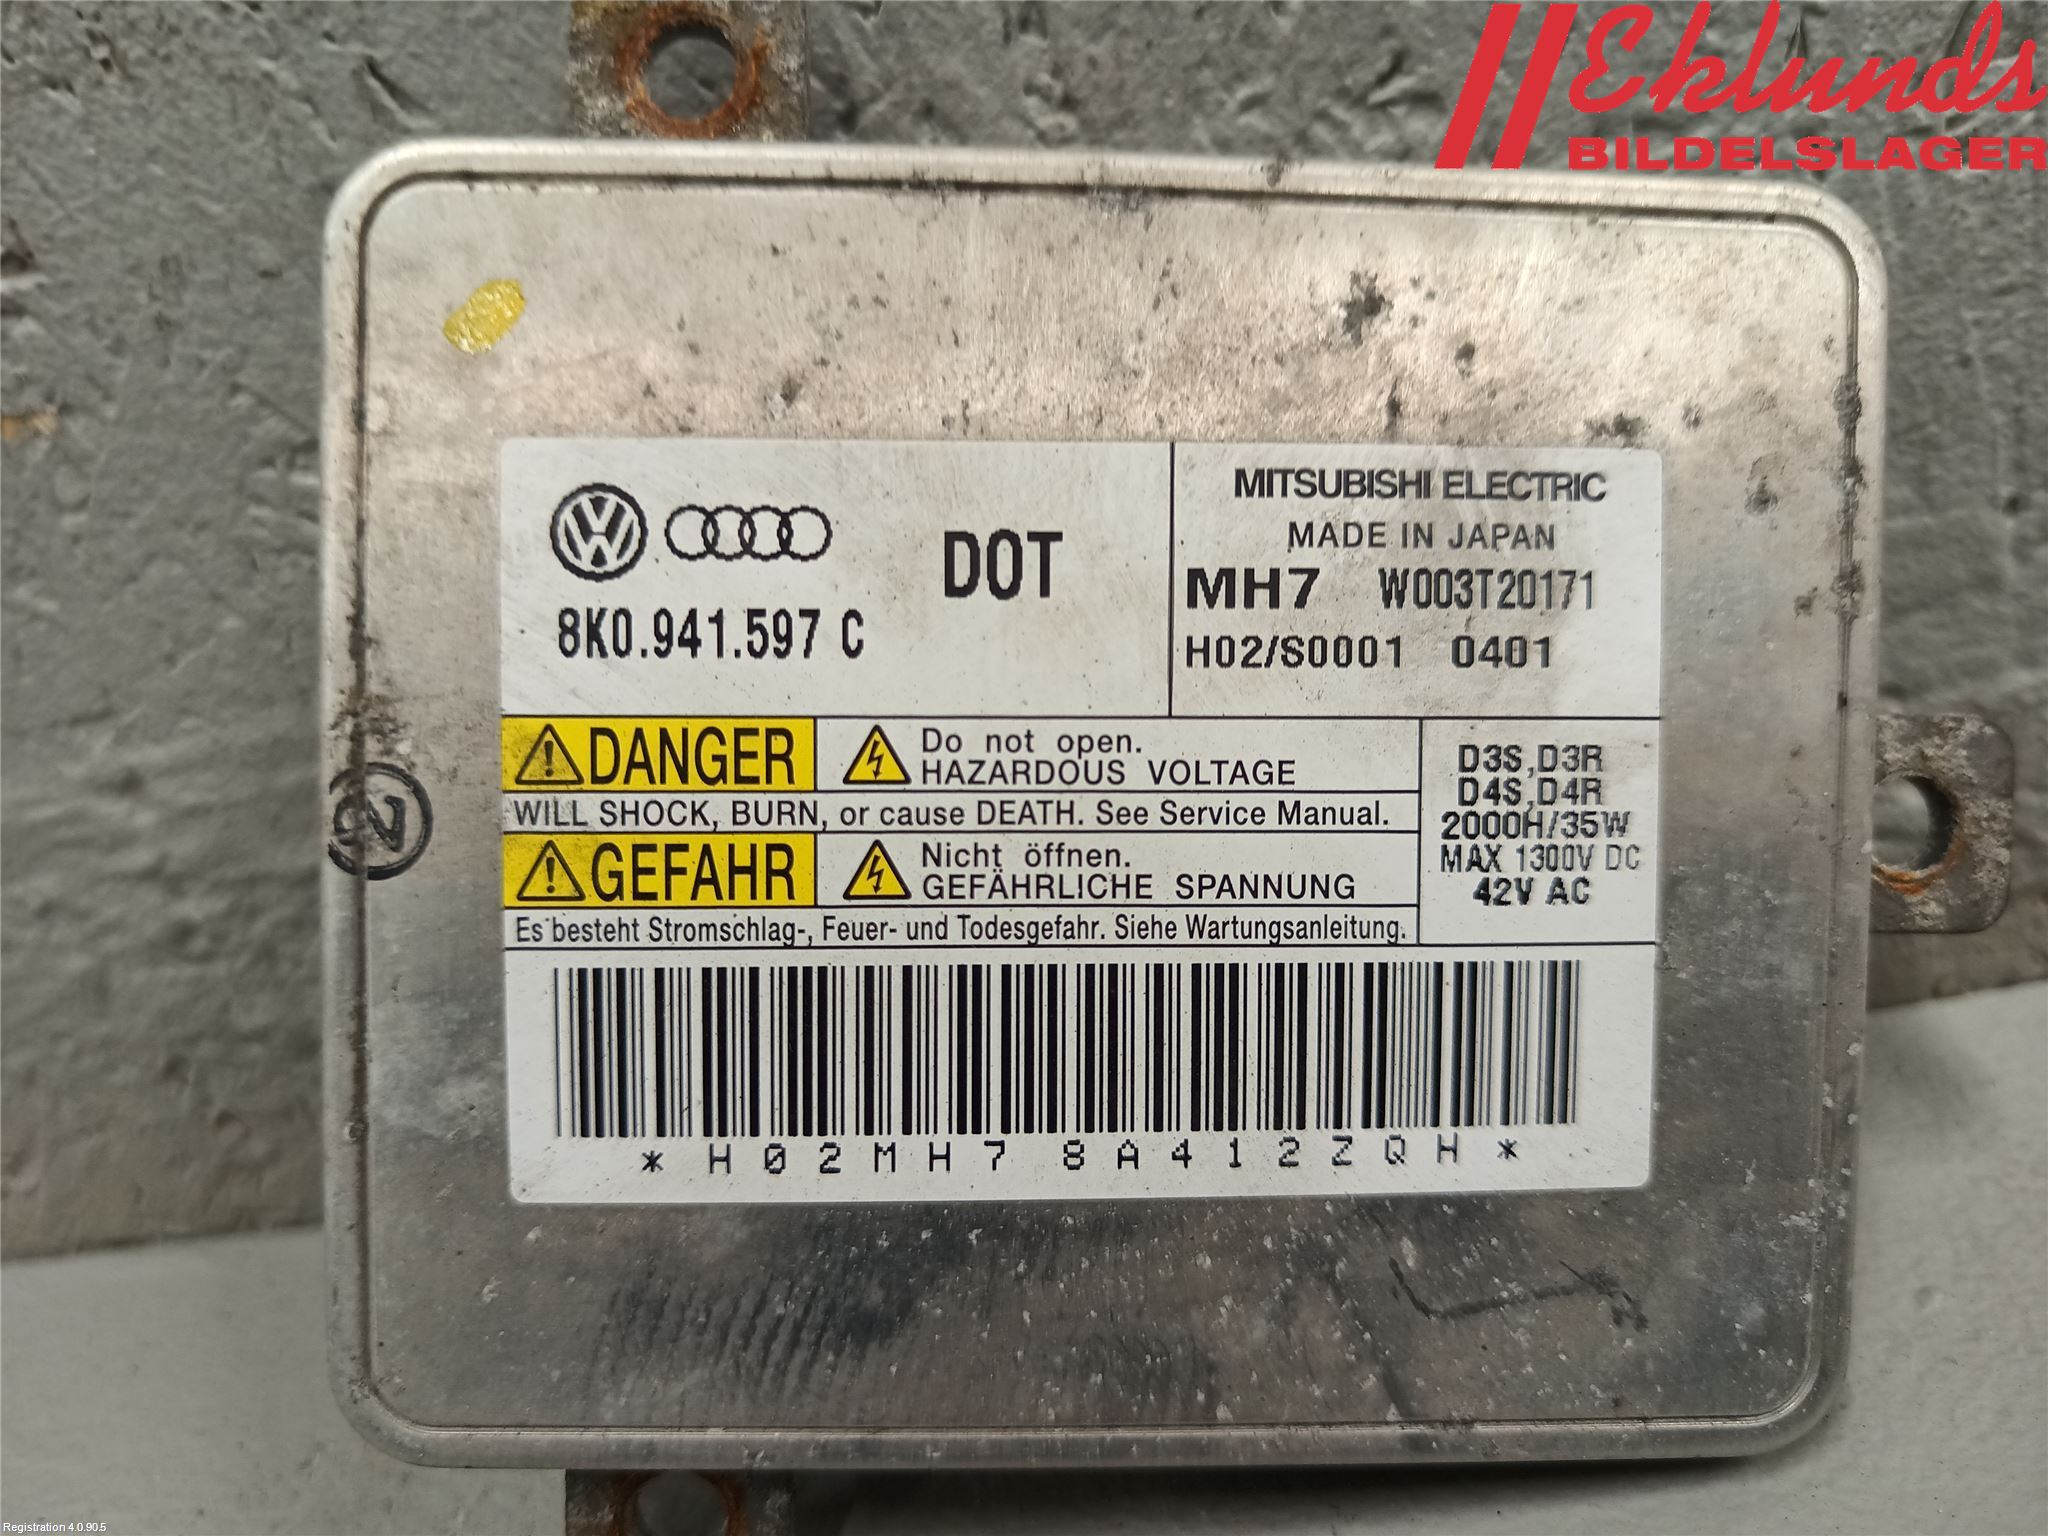 Eklunds
BILDELSLAGER
DOT
8K0.941.597 C
MITSUBISHI ELECTRIC
MADE IN JAPAN
MH7 W003T20171
H02/S0001 0401
DANGER
Do not open.
HAZARDOUS VOLTAGE
WILL SHOCK, BURN, or cause DEATH. See Service Manual.
GEFAHR
Nicht öffnen.
GEFÄHRLICHE SPANNUNG
Es besteht Stromschlag-, Feuer- und Todesgefahr. Siehe Wartungsanleitung.
D3S,D3R
D4S,D4R
2000H/35W
MAX 1300V DC
42V AC
*H02MH78A412ZQH*
Registration 4.0.90.5